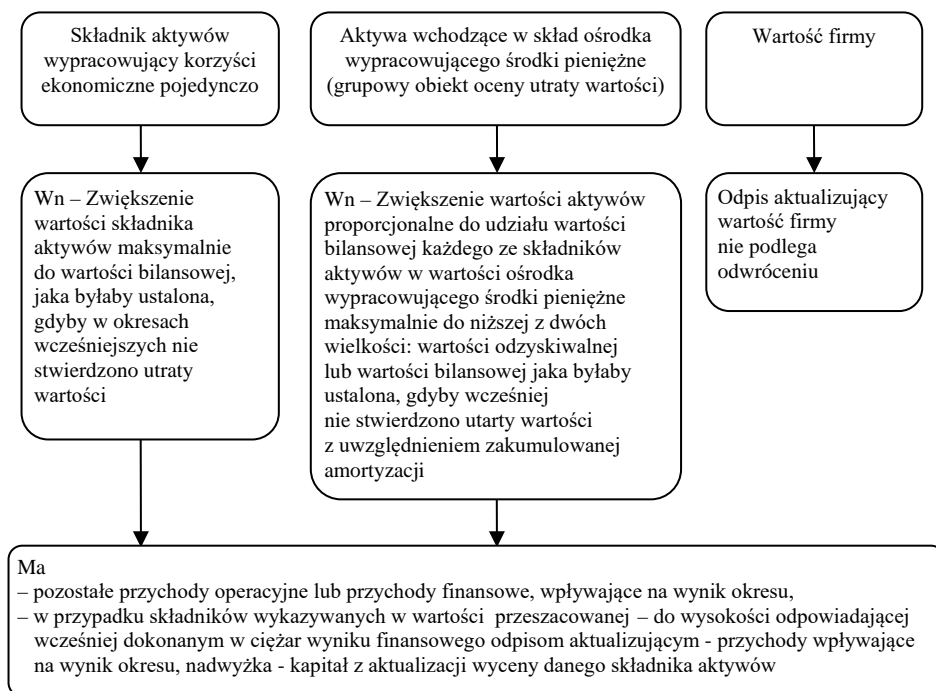 Składnik aktywów
wypracowujący korzyści
ekonomiczne pojedynczo
Aktywa wchodzące w skład ośrodka
wypracowującego środki pieniężne
(grupowy obiekt oceny utraty wartości)
Wartość firmy
Wn – Zwiększenie
wartości składnika
aktywów maksymalnie
do wartości bilansowej,
jaka byłaby ustalona,
gdyby w okresach
wcześniejszych nie
stwierdzono utraty
wartości
Wn – Zwiększenie wartości aktywów
proporcjonalne do udziału wartości
bilansowej każdego ze składników
aktywów w wartości ośrodka
wypracowującego środki pieniężne
maksymalnie do niższej z dwóch
wielkości: wartości odzyskiwalnej
lub wartości bilansowej jaka byłaby
ustalona, gdyby wcześniej
nie stwierdzono utarty wartości
z uwzględnieniem zakumulowanej
amortyzacji
Odpis aktualizujący
wartość firmy
nie podlega
odwróceniu
Ma
– pozostałe przychody operacyjne lub przychody finansowe, wpływające na wynik okresu,
– w przypadku składników wykazywanych w wartości przeszacowanej – do wysokości odpowiadającej
wcześniej dokonanym w ciężar wyniku finansowego odpisom aktualizującym - przychody wpływające
na wynik okresu, nadwyżka - kapitał z aktualizacji wyceny danego składnika aktywów